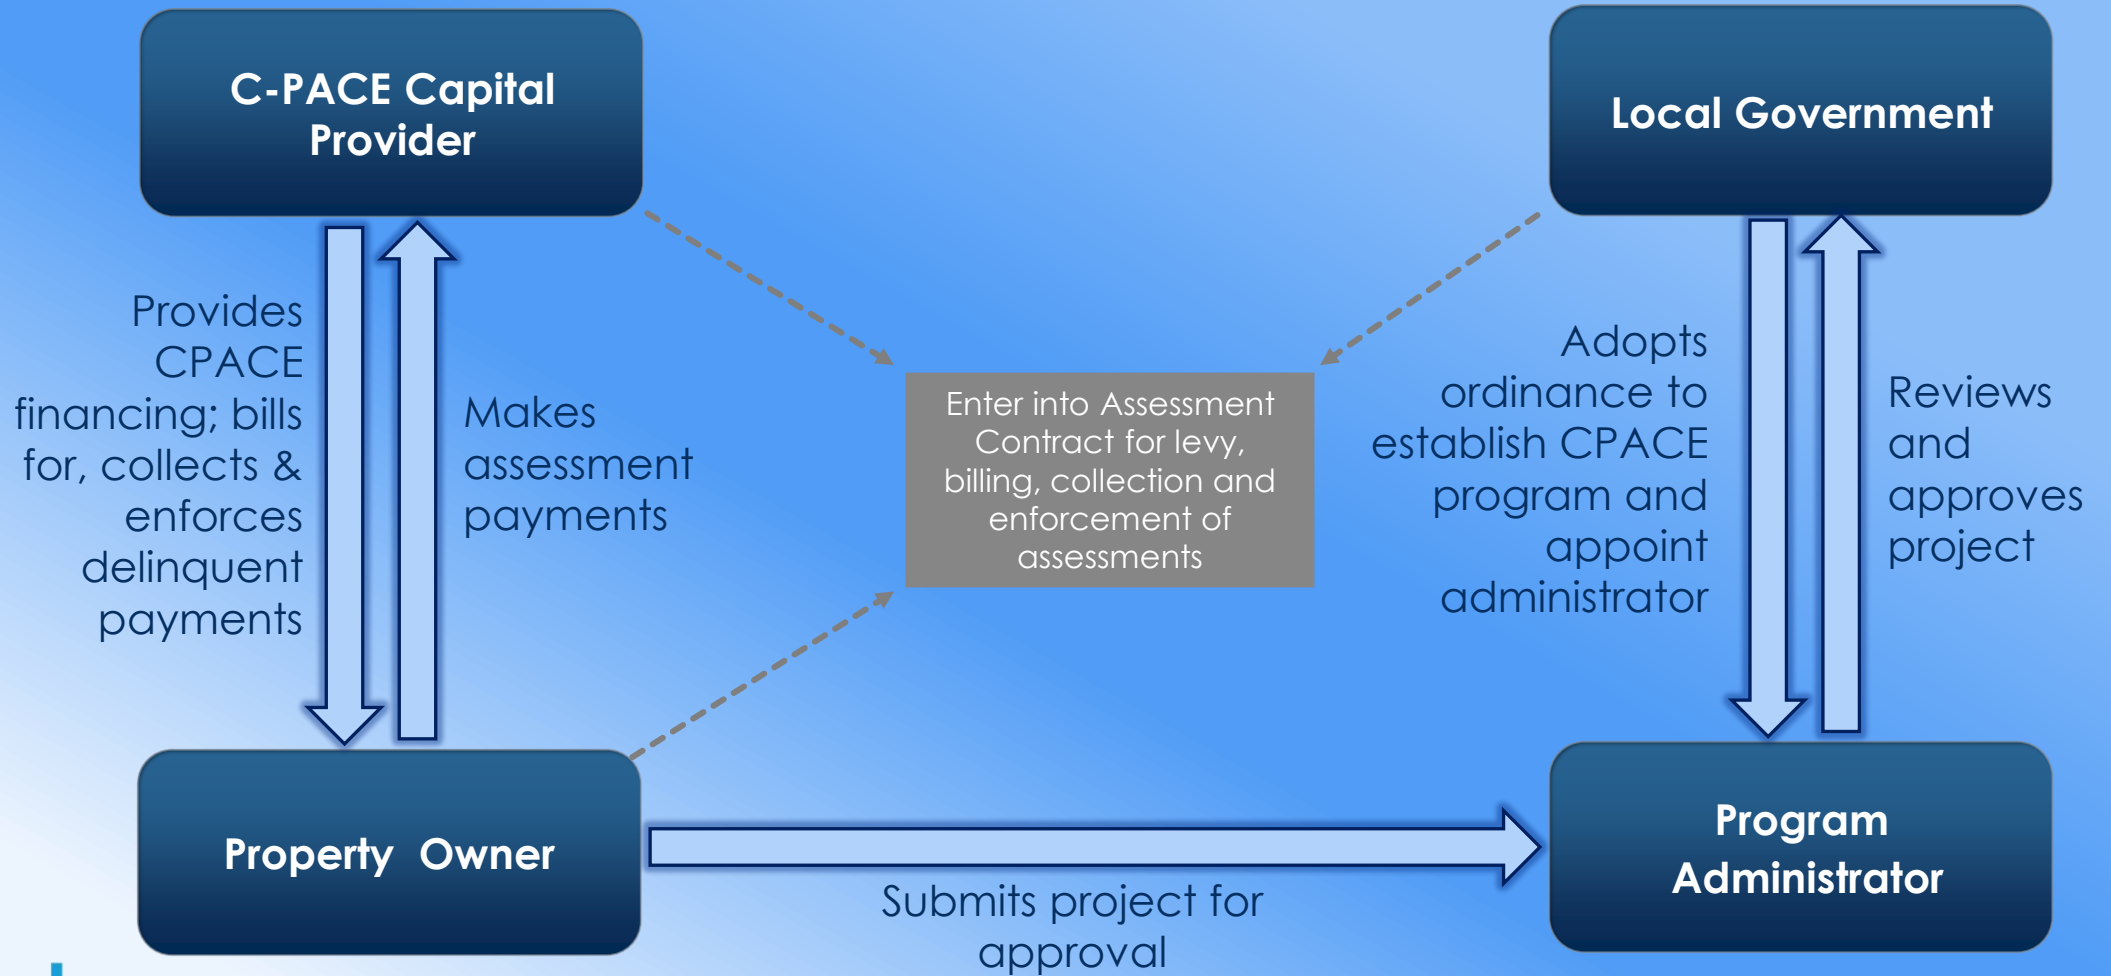 C-PACE Capital
Provider
Local Government
Provides
CPACE
financing; bills
for, collects &
enforces
delinquent
payments
Makes
assessment
payments
Enter into Assessment
Contract for levy,
billing, collection and
enforcement of
assessments
Adopts
ordinance to
establish CPACE
program and
appoint
administrator
Reviews
and
approves
project
Property Owner
Submits project for
approval
Program
Administrator